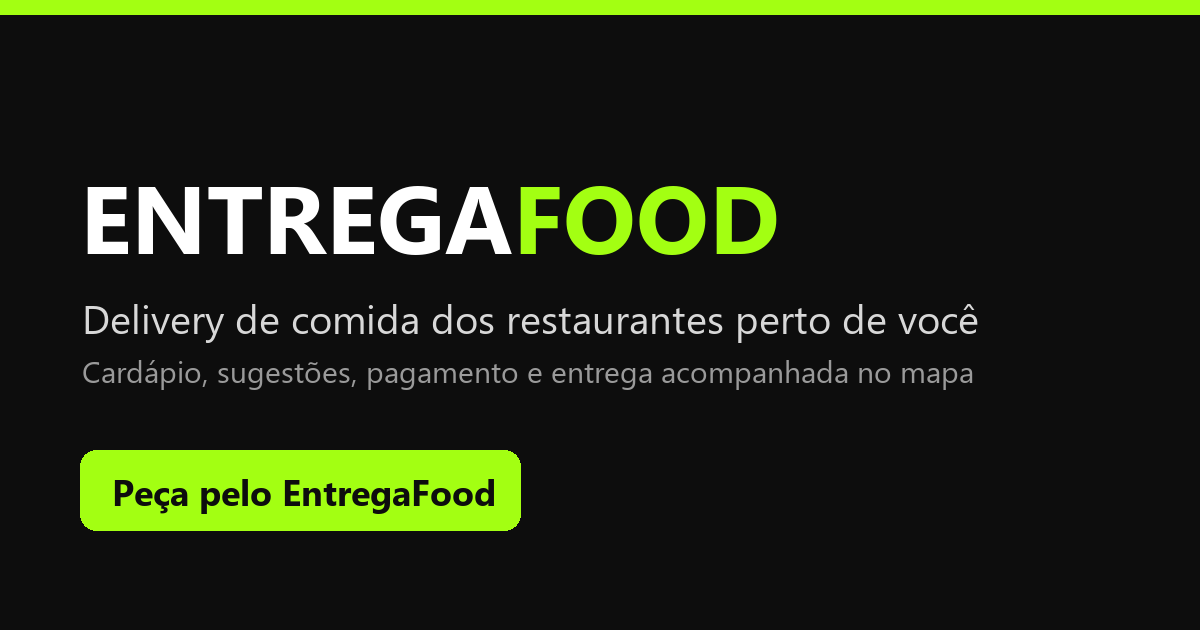 ENTREGAFOOD
Delivery de comida dos restaurantes perto de você
Cardápio, sugestões, pagamento e entrega acompanhada no mapa
Peça pelo EntregaFood